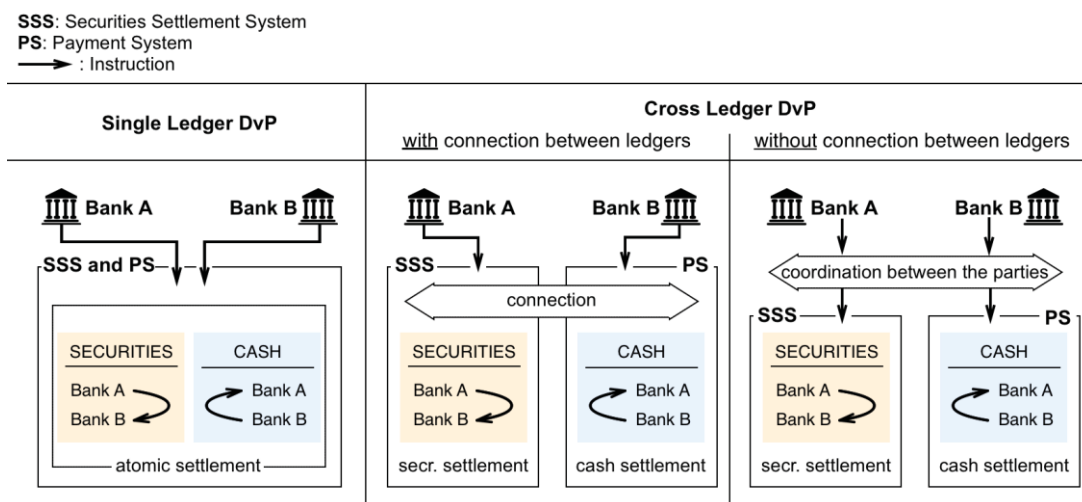 SSS: Securities Settlement System
PS: Payment System
: Instruction
Single Ledger DvP
Cross Ledger DvP
with connection between ledgers
without connection between ledgers
Bank A
Bank B
SSS and PS
SECURITIES
Bank A
Bank B
CASH
Bank A
Bank B
atomic settlement
Bank A
Bank B
SSS
PS
connection
SECURITIES
Bank A
Bank B
secr. settlement
CASH
Bank A
Bank B
cash settlement
Bank A
Bank B
coordination between the parties
SSS
PS
SECURITIES
Bank A
Bank B
secr. settlement
CASH
Bank A
Bank B
cash settlement